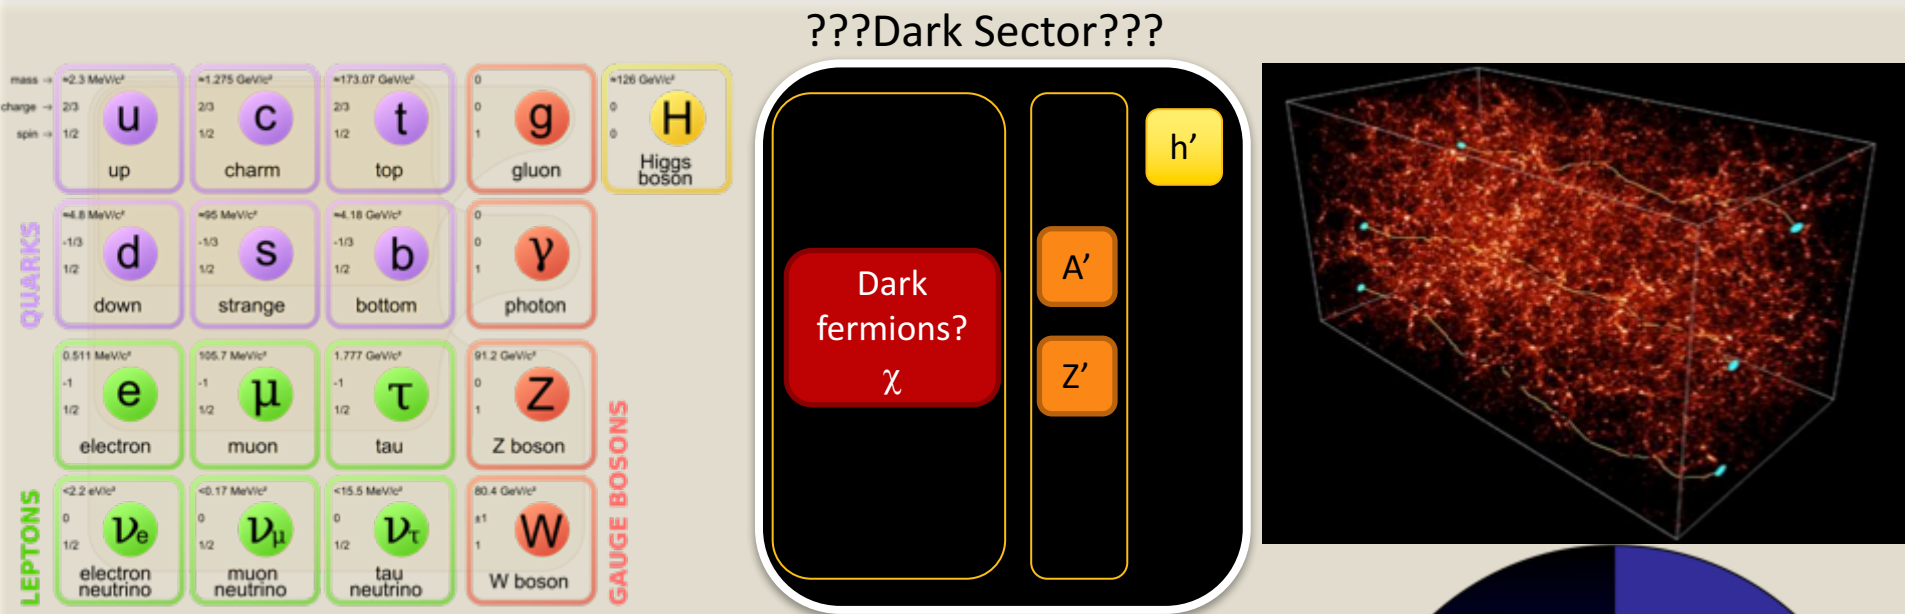 ???Dark Sector???
mass → ≈2.3 MeV/c²
charge → 2/3
spin → 1/2
u
up
≈1.275 GeV/c²
2/3
1/2
c
charm
≈173.07 GeV/c²
2/3
1/2
t
top
0
0
1
g
gluon
≈126 GeV/c²
0
0
H
Higgs
boson
QUARKS
≈4.8 MeV/c²
-1/3
1/2
d
down
≈95 MeV/c²
-1/3
1/2
s
strange
≈4.18 GeV/c²
-1/3
1/2
b
bottom
0
0
1
γ
photon
0.511 MeV/c²
-1
1/2
e
electron
105.7 MeV/c²
-1
1/2
μ
muon
1.777 GeV/c²
-1
1/2
τ
tau
91.2 GeV/c²
0
1
Z
Z boson
LEPTONS
<2.2 eV/c²
0
1/2
νe
electron
neutrino
<0.17 MeV/c²
0
1/2
νμ
muon
neutrino
<15.5 MeV/c²
0
1/2
ντ
tau
neutrino
80.4 GeV/c²
±1
1
W
W boson
GAUGE BOSONS
Dark
fermions?
χ
A’
Z’
h’